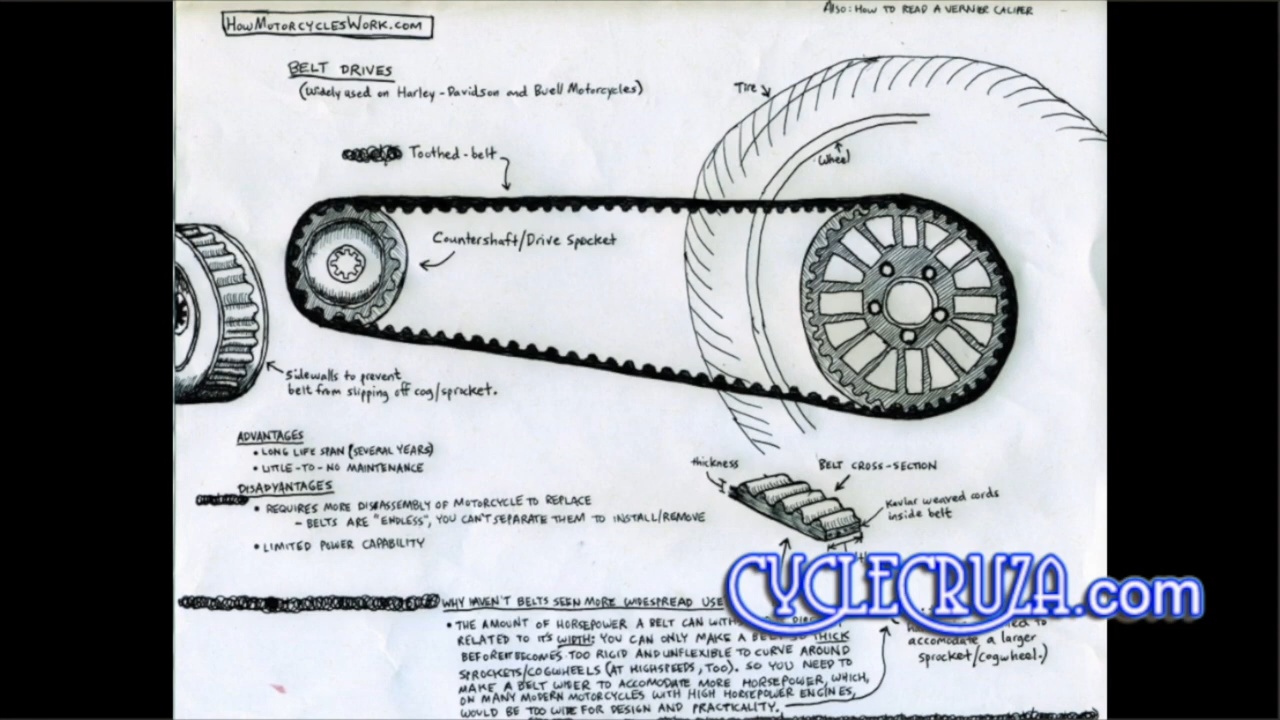 Also: How to read a vernier caliper
HowMotorcyclesWork.com
BELT DRIVES
(Widely used on Harley-Davidson and Buell Motorcycles)
Tire
Wheel
Toothed-belt
Countershaft/Drive Spocket
Sidewalls to prevent
belt from slipping off cog/sprocket.
ADVANTAGES
• LONG LIFE SPAN (SEVERAL YEARS)
• LITTLE-TO-NO MAINTENANCE
DISADVANTAGES
• REQUIRES MORE DISASSEMBLY OF MOTORCYCLE TO REPLACE
- BELTS ARE "ENDLESS", YOU CAN'T SEPARATE THEM TO INSTALL/REMOVE
• LIMITED POWER CAPABILITY
thickness
BELT CROSS-SECTION
Kevlar weaved cords
inside belt
CYCLECRUZA.com
WHY HAVEN'T BELTS SEEN MORE WIDESPREAD USE
• THE AMOUNT OF HORSEPOWER A BELT CAN
RELATED TO IT'S WIDTH: YOU CAN ONLY MAKE A BELT SO THICK
BEFORE IT BECOMES TOO RIGID AND UNFLEXIBLE TO CURVE AROUND
SPROCKETS/COGWHEELS (AT HIGHSPEEDS, TOO). SO YOU NEED TO
MAKE A BELT WIDER TO ACCOMODATE MORE HORSEPOWER, WHICH,
ON MANY MODERN MOTORCYCLES WITH HIGH HORSEPOWER ENGINES,
WOULD BE TOO WIDE FOR DESIGN AND PRACTICALITY.
to
accomodate a larger
sprocket/cogwheel.)